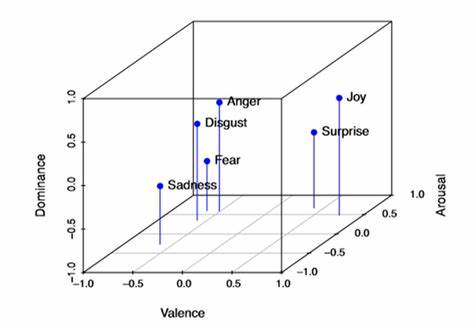 Anger
Joy
Disgust
Surprise
Fear
Sadness
Dominance
1.0
0.5
0.0
−0.5
−1.0
−1.0
−0.5
0.0
0.5
1.0
Valence
−1.0
−0.5
0.0
0.5
1.0
Arousal